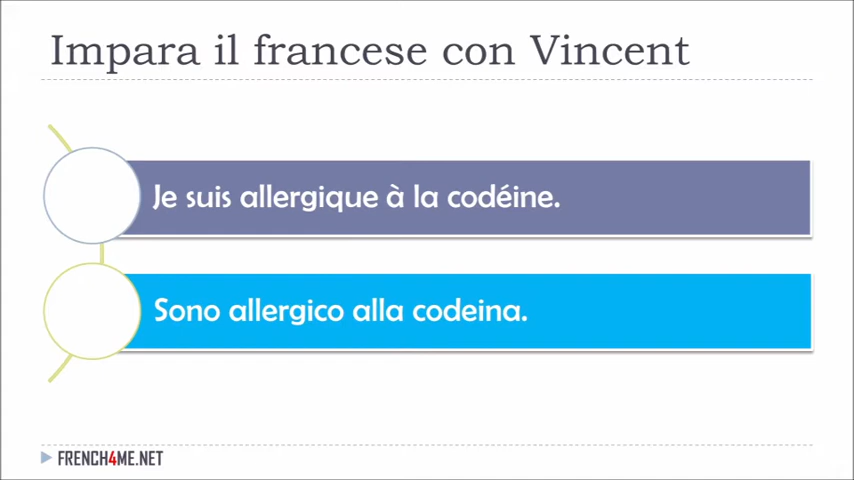 Impara il francese con Vincent
Je suis allergique à la codéine.
Sono allergico alla codeina.
FRENCH4ME.NET